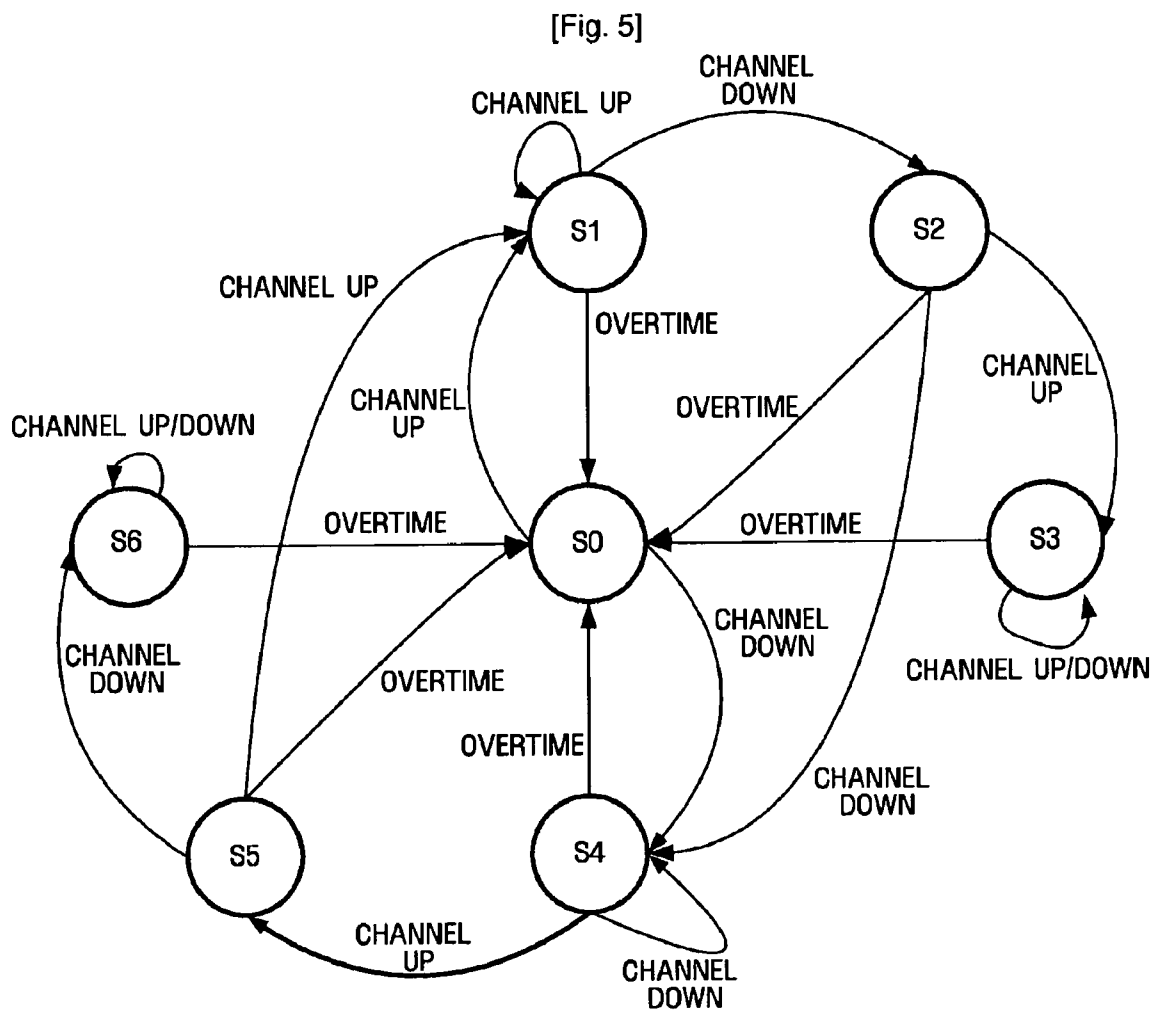 [Fig. 5]
CHANNEL
DOWN
CHANNEL UP
S1
S2
CHANNEL UP
OVERTIME
CHANNEL
UP
CHANNEL
UP
OVERTIME
CHANNEL UP/DOWN
OVERTIME
OVERTIME
S6
S0
S3
CHANNEL
DOWN
CHANNEL
DOWN
CHANNEL UP/DOWN
OVERTIME
OVERTIME
CHANNEL
DOWN
S5
S4
CHANNEL
UP
CHANNEL
DOWN